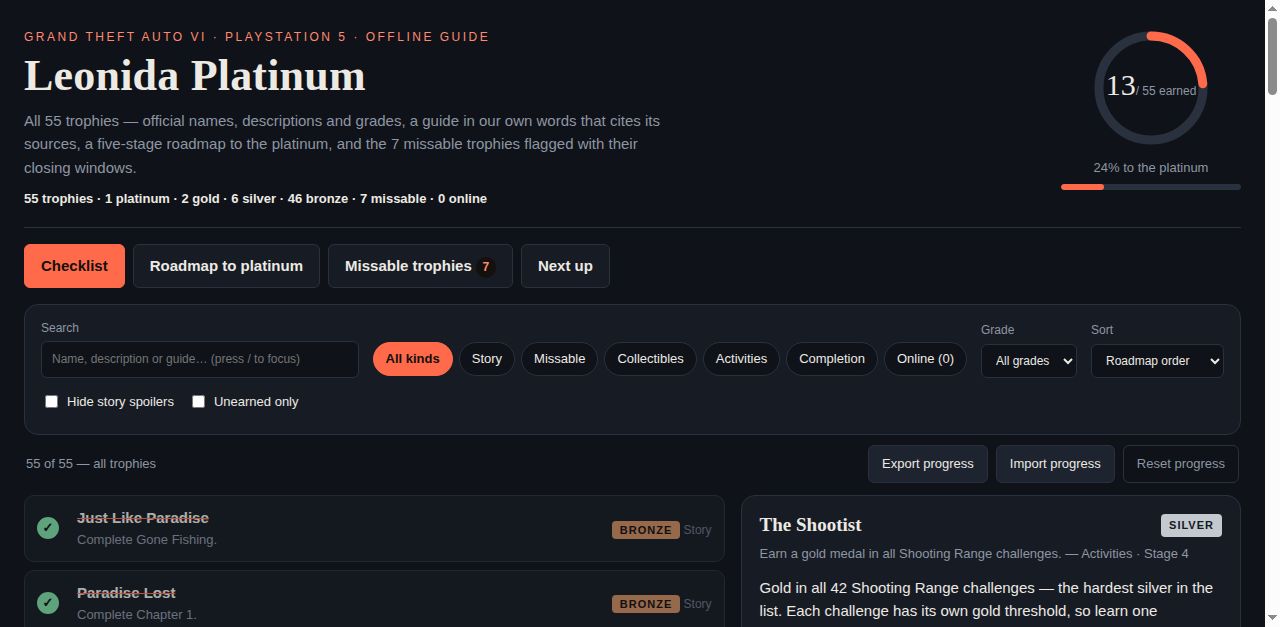 GRAND THEFT AUTO VI · PLAYSTATION 5 · OFFLINE GUIDE
Leonida Platinum
All 55 trophies — official names, descriptions and grades, a guide in our own words that cites its
sources, a five-stage roadmap to the platinum, and the 7 missable trophies flagged with their
closing windows.
55 trophies · 1 platinum · 2 gold · 6 silver · 46 bronze · 7 missable · 0 online
13 / 55 earned
24% to the platinum
Checklist
Roadmap to platinum
Missable trophies 7
Next up
Search
Name, description or guide… (press / to focus)
All kinds
Story
Missable
Collectibles
Activities
Completion
Online (0)
Grade
All grades
Sort
Roadmap order
Hide story spoilers
Unearned only
55 of 55 — all trophies
Export progress
Import progress
Reset progress
Just Like Paradise
Complete Gone Fishing.
BRONZE Story
Paradise Lost
Complete Chapter 1.
BRONZE Story
The Shootist
SILVER
Earn a gold medal in all Shooting Range challenges. — Activities · Stage 4
Gold in all 42 Shooting Range challenges — the hardest silver in the
list. Each challenge has its own gold threshold, so learn one